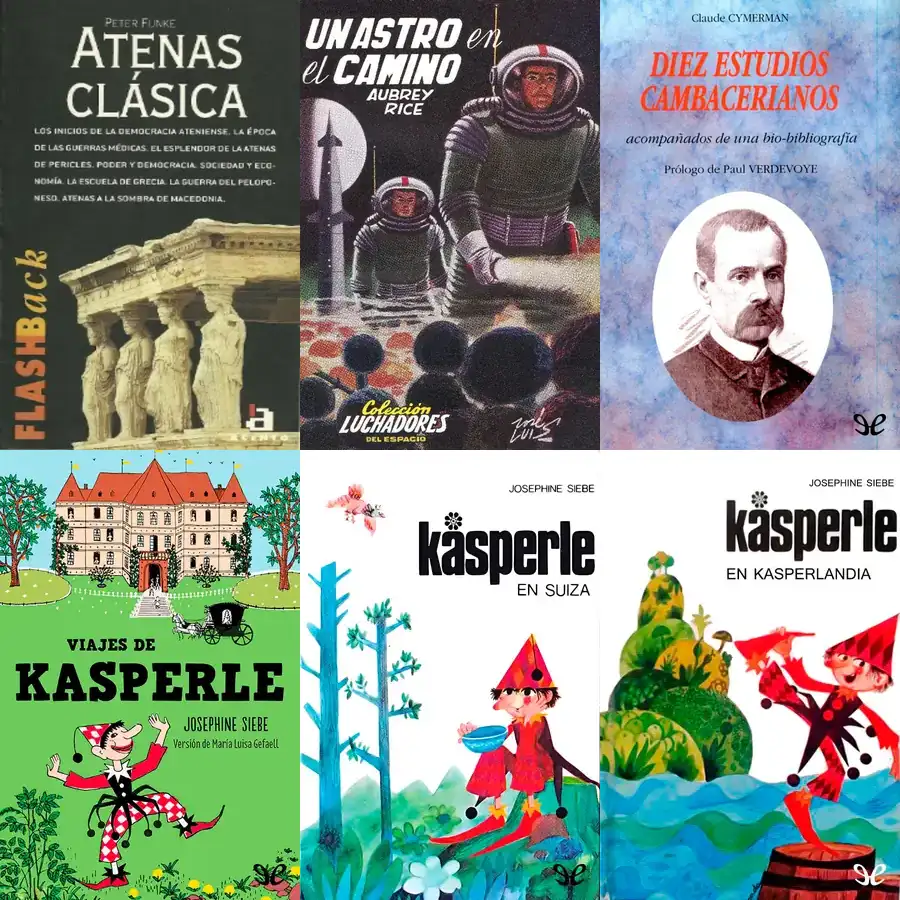 PETER FUNKE
ATENAS
CLÁSICA
LOS INICIOS DE LA DEMOCRACIA ATENIENSE. LA ÉPOCA
DE LAS GUERRAS MÉDICAS. EL ESPLENDOR DE LA ATENAS
DE PERICLES. PODER Y DEMOCRACIA. SOCIEDAD Y ECO-
NOMÍA. LA ESCUELA DE GRECIA. LA GUERRA DEL PELOPO-
NESO. ATENAS A LA SOMBRA DE MACEDONIA.
FLASHBack
UN ASTRO en
el CAMINO
AUBREY
RICE
Colección
LUCHADORES
DEL ESPACIO
JOSÉ
LUIS
Claude CYMERMAN
DIEZ ESTUDIOS
CAMBACERIANOS
acompañados de una bio-bibliografía
Prólogo de Paul VERDEVOYE
VIAJES DE
KASPERLE
JOSEPHINE SIEBE
Versión de María Luisa Gefaell
JOSEPHINE SIEBE
kásperle
EN SUIZA
JOSEPHINE SIEBE
kásperle
EN KASPERLANDIA